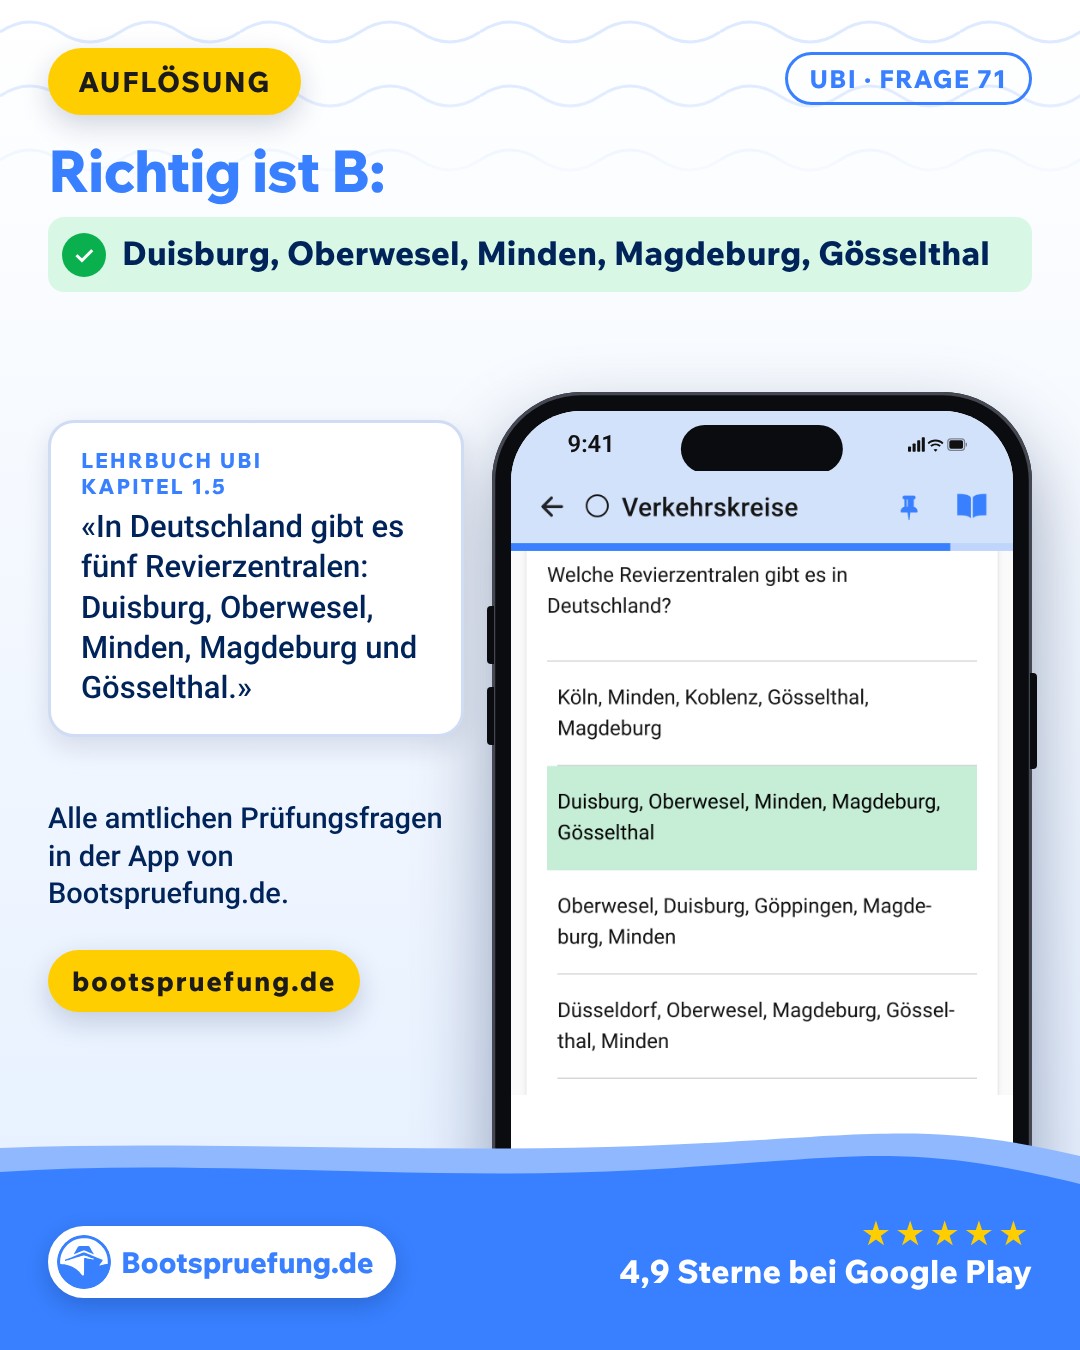 AUFLÖSUNG
UBI · FRAGE 71
Richtig ist B:
Duisburg, Oberwesel, Minden, Magdeburg, Gösselthal
LEHRBUCH UBI
KAPITEL 1.5
«In Deutschland gibt es
fünf Revierzentralen:
Duisburg, Oberwesel,
Minden, Magdeburg und
Gösselthal.»
Alle amtlichen Prüfungsfragen
in der App von
Bootspruefung.de.
bootspruefung.de
9:41
Verkehrskreise
Welche Revierzentralen gibt es in
Deutschland?
Köln, Minden, Koblenz, Gösselthal,
Magdeburg
Duisburg, Oberwesel, Minden, Magdeburg,
Gösselthal
Oberwesel, Duisburg, Göppingen, Magde-
burg, Minden
Düsseldorf, Oberwesel, Magdeburg, Gössel-
thal, Minden
Bootspruefung.de
4,9 Sterne bei Google Play